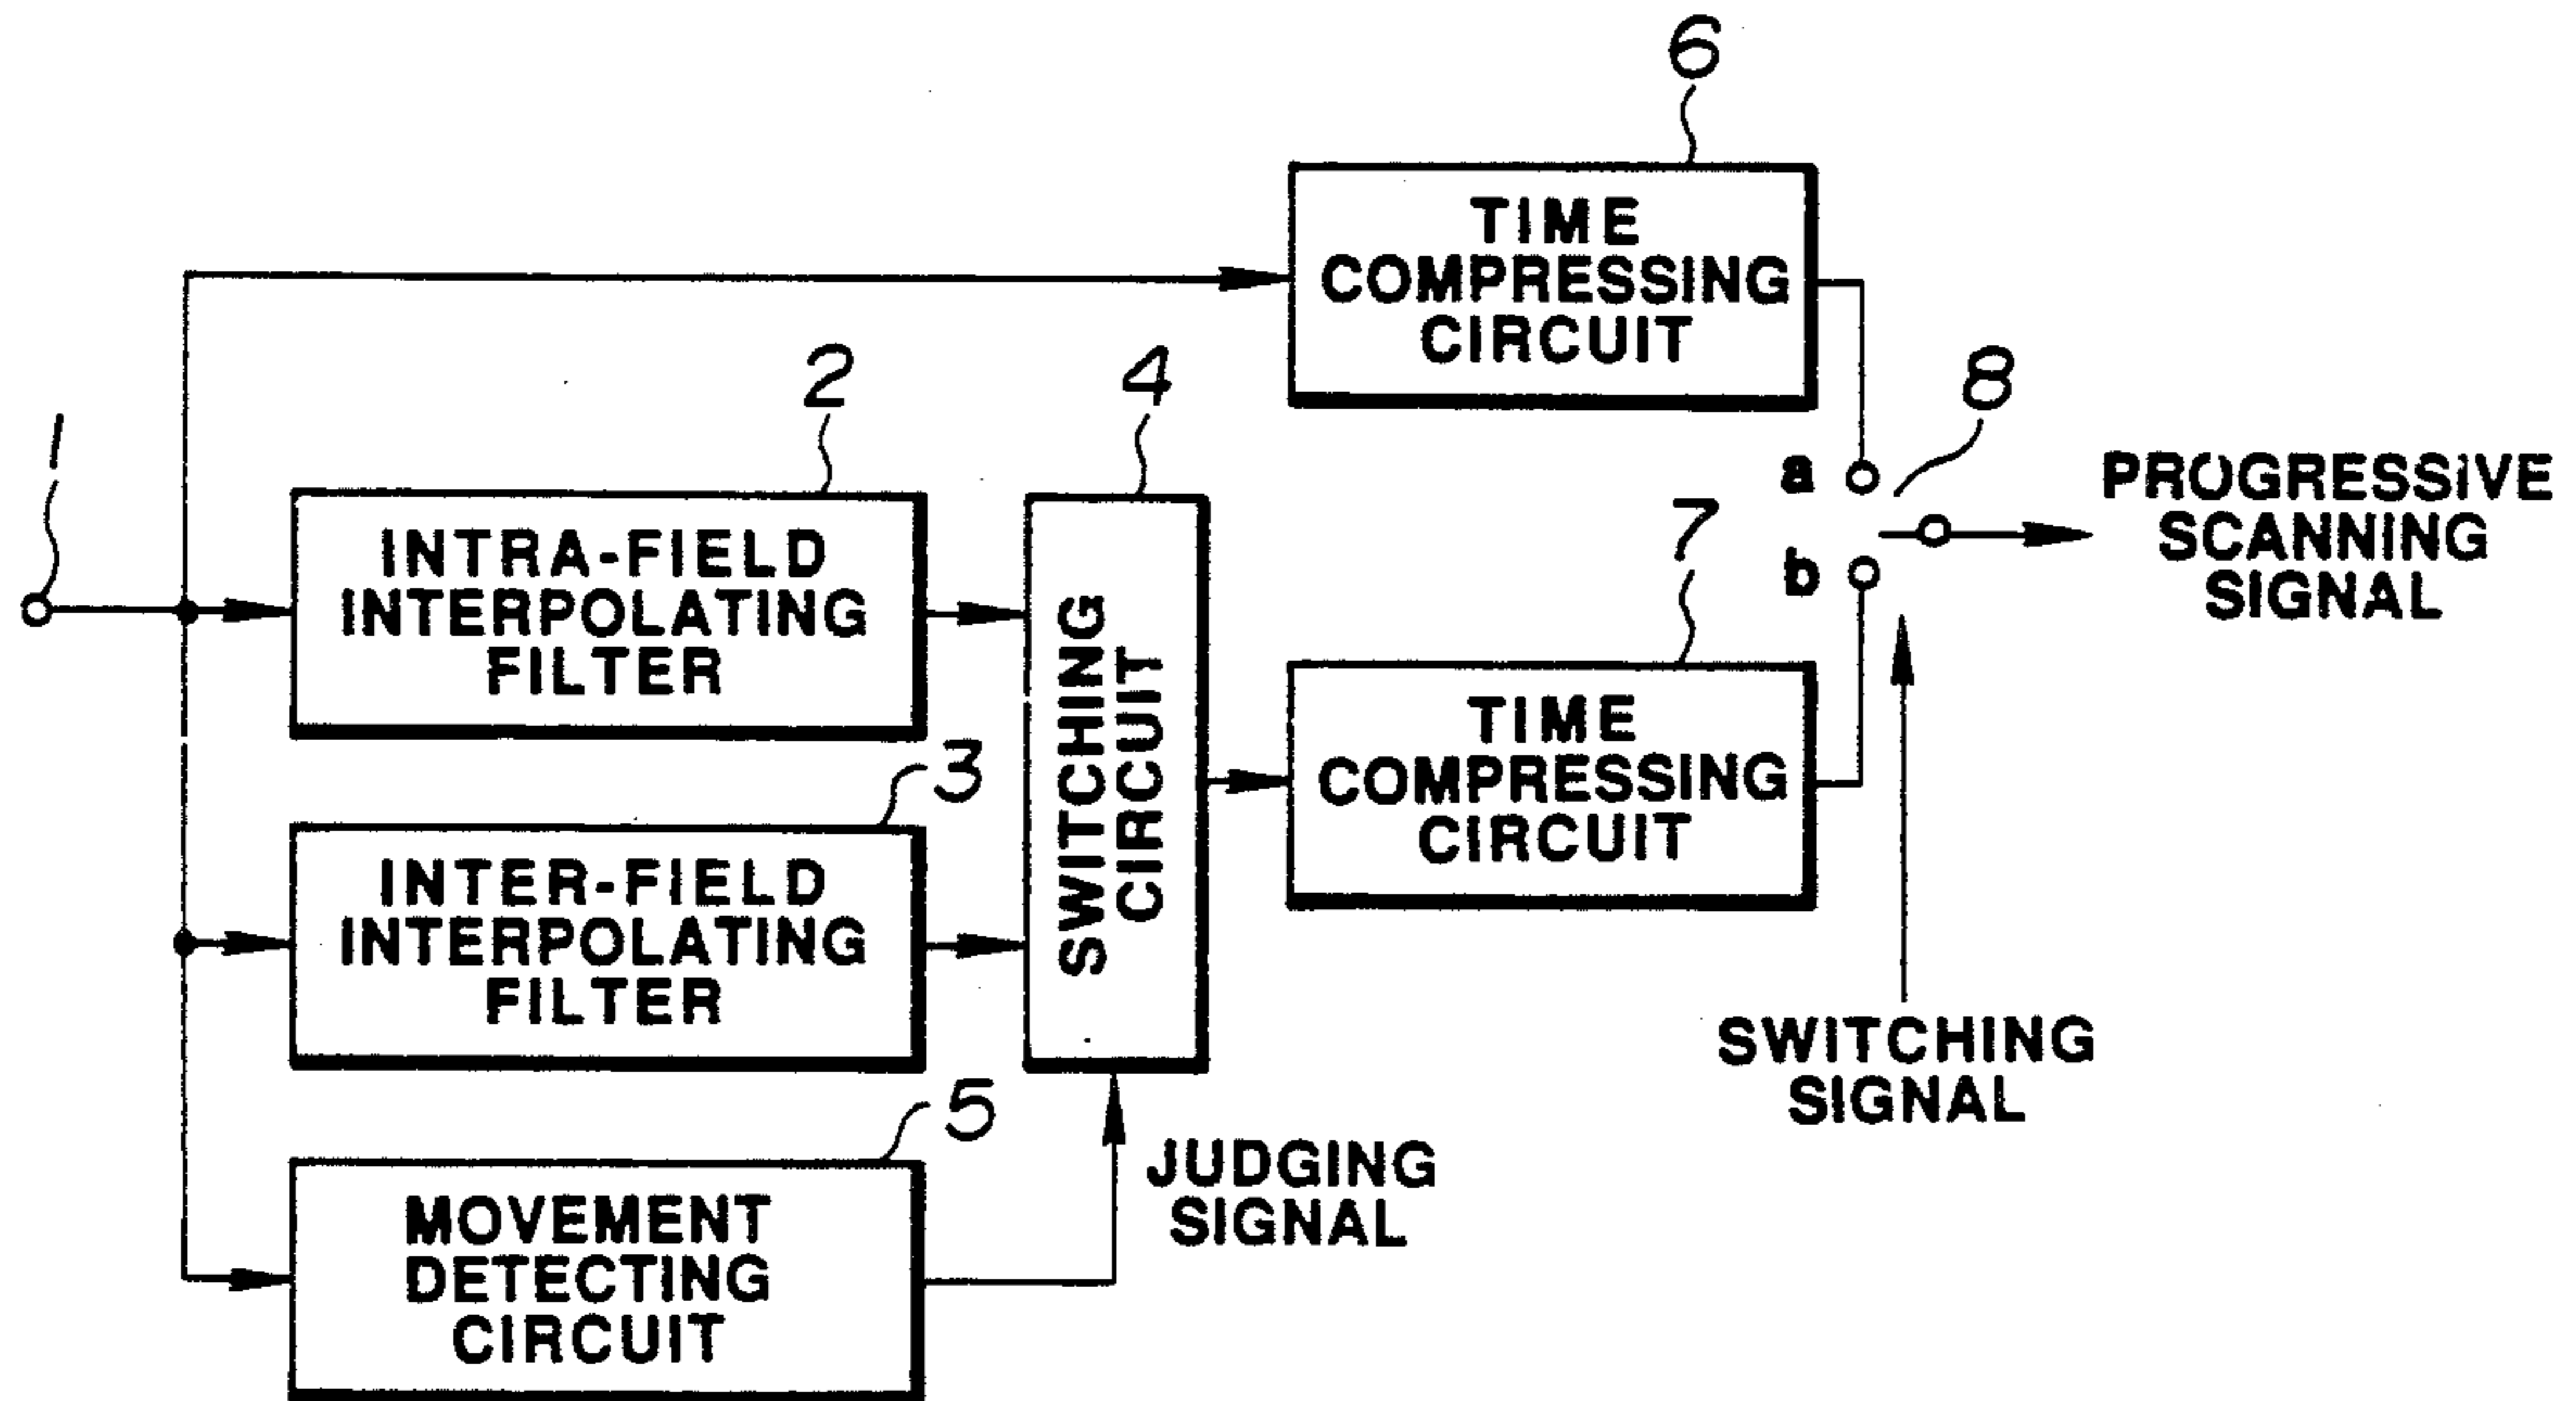 6
TIME
COMPRESSING
CIRCUIT
1
2
INTRA-FIELD
INTERPOLATING
FILTER
4
SWITCHING
CIRCUIT
a
8
b
PROGRESSIVE
SCANNING
SIGNAL
7
TIME
COMPRESSING
CIRCUIT
3
INTER-FIELD
INTERPOLATING
FILTER
SWITCHING
SIGNAL
5
MOVEMENT
DETECTING
CIRCUIT
JUDGING
SIGNAL